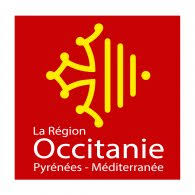 La Région
Occitanie
Pyrénées - Méditerranée